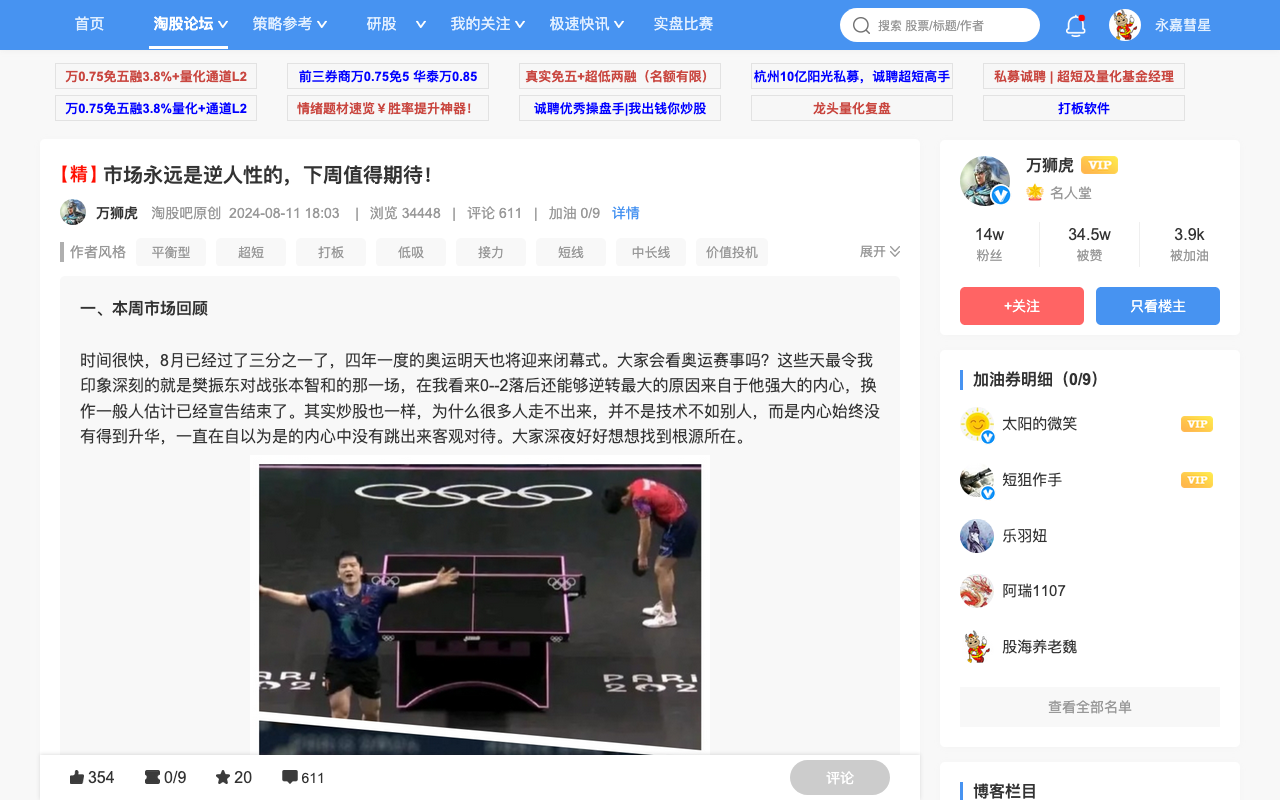 首页 淘股论坛 策略参考 研股 我的关注 极速快讯 实盘比赛 搜索 股票/标题/作者 永嘉彗星
万0.75免五融3.8%+量化通道L2 前三券商万0.75免5 华泰万0.85 真实免五+超低两融（名额有限） 杭州10亿阳光私募，诚聘超短高手 私募诚聘 | 超短及量化基金经理
万0.75免五融3.8%量化+通道L2 情绪题材速览￥胜率提升神器！ 诚聘优秀操盘手|我出钱你炒股 龙头量化复盘 打板软件
【精】市场永远是逆人性的，下周值得期待！
万狮虎 淘股吧原创 2024-08-11 18:03 | 浏览 34448 | 评论 611 | 加油 0/9 详情
作者风格 平衡型 超短 打板 低吸 接力 短线 中长线 价值投机 展开
一、本周市场回顾
时间很快，8月已经过了三分之一了，四年一度的奥运明天也将迎来闭幕式。大家会看奥运赛事吗？这些天最令我
印象深刻的就是樊振东对战张本智和的那一场，在我看来0--2落后还能够逆转最大的原因来自于他强大的内心，换
作一般人估计已经宣告结束了。其实炒股也一样，为什么很多人走不出来，并不是技术不如别人，而是内心始终没
有得到升华，一直在自以为是的内心中没有跳出来客观对待。大家深夜好好想想找到根源所在。
354 0/9 20 611 评论
万狮虎 VIP
名人堂
14w 34.5w 3.9k
粉丝 被赞 被加油
+关注 只看楼主
加油券明细（0/9）
太阳的微笑 VIP
短狙作手 VIP
乐羽妞
阿瑞1107
股海养老魏
查看全部名单
博客栏目